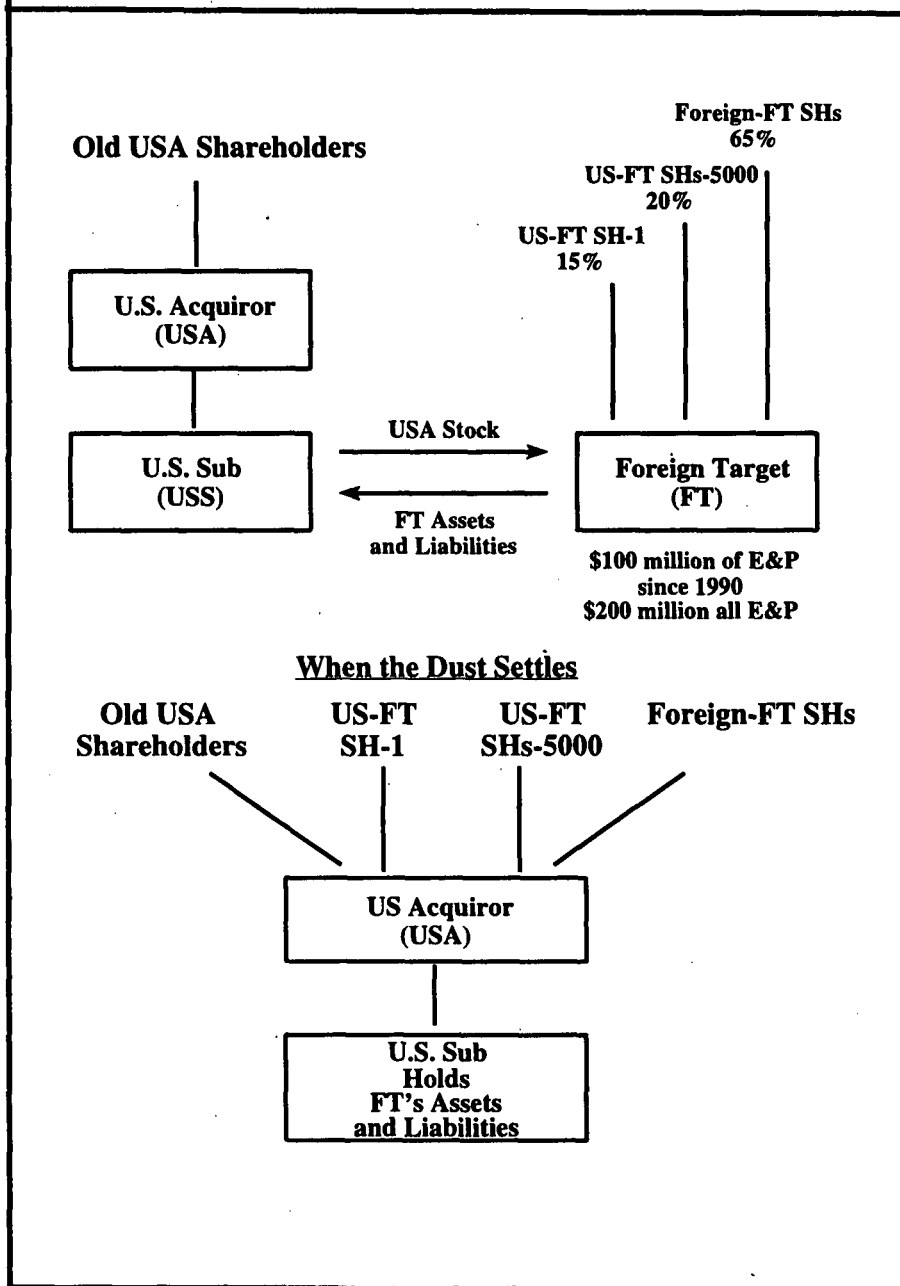 Foreign-FT SHs
65%
Old USA Shareholders
US-FT SHs-5000
20%
US-FT SH-1
15%
U.S. Acquiror
(USA)
USA Stock
U.S. Sub
(USS)
Foreign Target
(FT)
FT Assets
and Liabilities
$100 million of E&P
since 1990
$200 million all E&P
When the Dust Settles
Old USA
Shareholders
US-FT
SH-1
US-FT
SHs-5000
Foreign-FT SHs
US Acquiror
(USA)
U.S. Sub
Holds
FT's Assets
and Liabilities